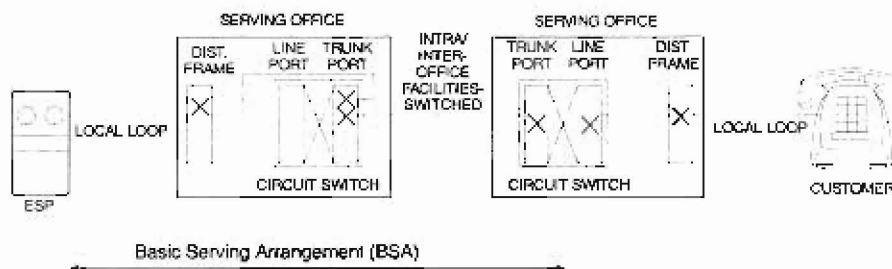 SERVING OFFICE
DIST.
FRAME
LINE
PORT
TRUNK
PORT
CIRCUIT SWITCH
LOCAL LOOP
ESP
INTRA/
INTER-
OFFICE
FACILITIES-
SWITCHED
SERVING OFFICE
TRUNK
PORT
LINE
PORT
DIST
FRAME
CIRCUIT SWITCH
LOCAL LOOP
CUSTOMER
Basic Serving Arrangement (BSA)